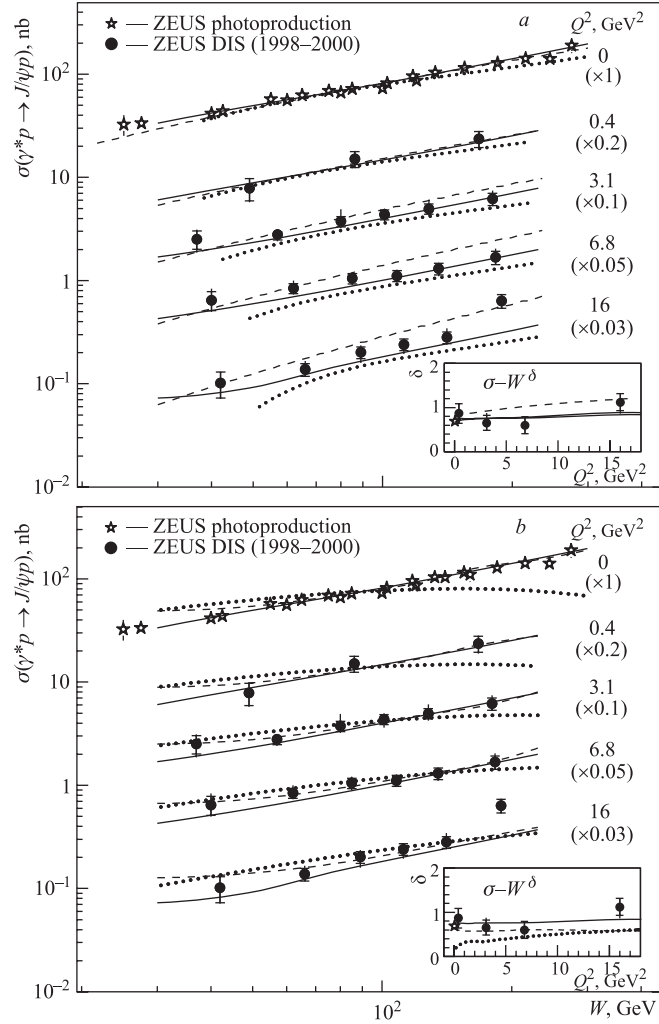 ZEUS photoproduction
a
Q², GeV²
ZEUS DIS (1998–2000)
0
(×1)
10²
σ(γ*p → J/ψp), nb
0.4
(×0.2)
10
3.1
(×0.1)
1
6.8
(×0.05)
16
(×0.03)
2
δ
σ–W^δ
1
10⁻¹
0
0 5 10 15
Q², GeV²
10⁻²
ZEUS photoproduction
b
Q², GeV²
ZEUS DIS (1998–2000)
0
(×1)
10²
σ(γ*p → J/ψp), nb
0.4
(×0.2)
10
3.1
(×0.1)
1
6.8
(×0.05)
16
(×0.03)
2
δ
σ–W^δ
1
10⁻¹
0
0 5 10 15
Q², GeV²
10⁻²
10²
W, GeV